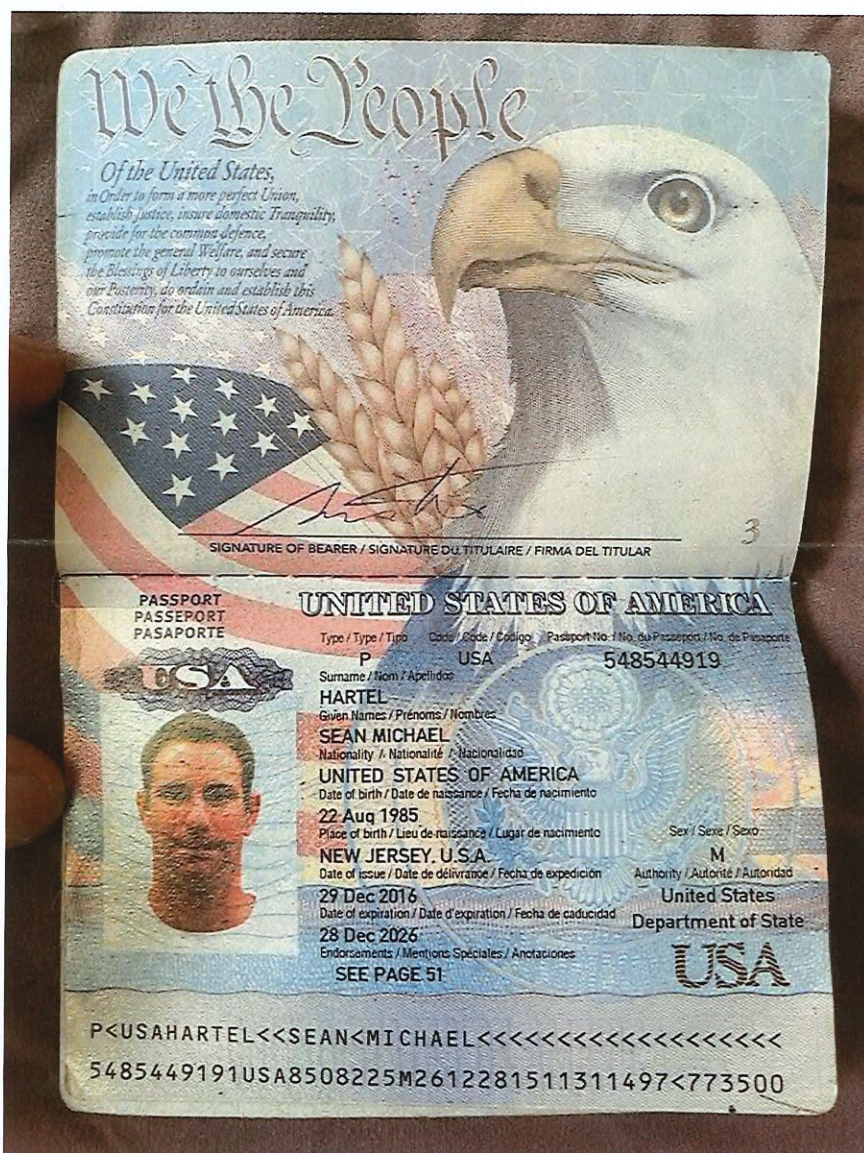 We the People
Of the United States,
in Order to form a more perfect Union,
establish Justice, insure domestic Tranquility,
provide for the common defence,
promote the general Welfare, and secure
the Blessings of Liberty to ourselves and
our Posterity, do ordain and establish this
Constitution for the United States of America.
3
SIGNATURE OF BEARER / SIGNATURE DU TITULAIRE / FIRMA DEL TITULAR
PASSPORT
PASSEPORT
PASAPORTE
USA
UNITED STATES OF AMERICA
Type / Type / Tipo Code / Code / Codigo Passport No. / No. du Passeport / No. de Pasaporte
P USA 548544919
Surname / Nom / Apellidos
HARTEL
Given Names / Prénoms / Nombres
SEAN MICHAEL
Nationality / Nationalité / Nacionalidad
UNITED STATES OF AMERICA
Date of birth / Date de naissance / Fecha de nacimiento
22 Aug 1985
Place of birth / Lieu de naissance / Lugar de nacimiento Sex / Sexe / Sexo
NEW JERSEY, U.S.A. M
Date of issue / Date de délivrance / Fecha de expedición Authority / Autorité / Autoridad
29 Dec 2016 United States
Date of expiration / Date d'expiration / Fecha de caducidad Department of State
28 Dec 2026
Endorsements / Mentions Spéciales / Anotaciones
SEE PAGE 51
USA
P<USAHARTEL<<SEAN<MICHAEL<<<<<<<<<<<<<<<<<<<
5485449191USA8508225M2612281511311497<773500